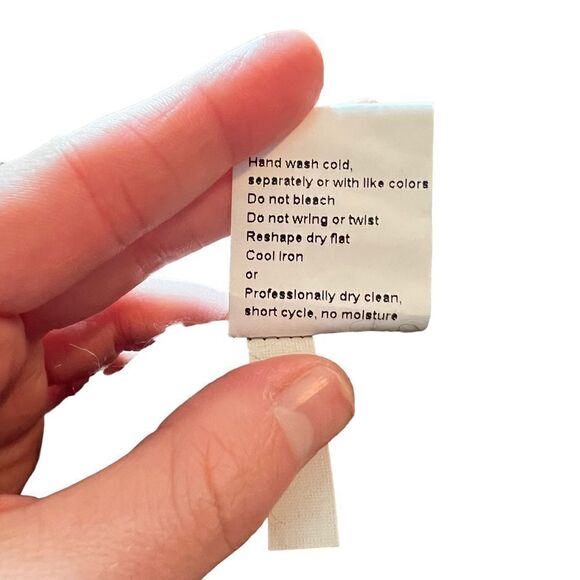 Hand wash cold,
separately or with like colors
Do not bleach
Do not wring or twist
Reshape dry flat
Cool iron
or
Professionally dry clean,
short cycle, no moisture